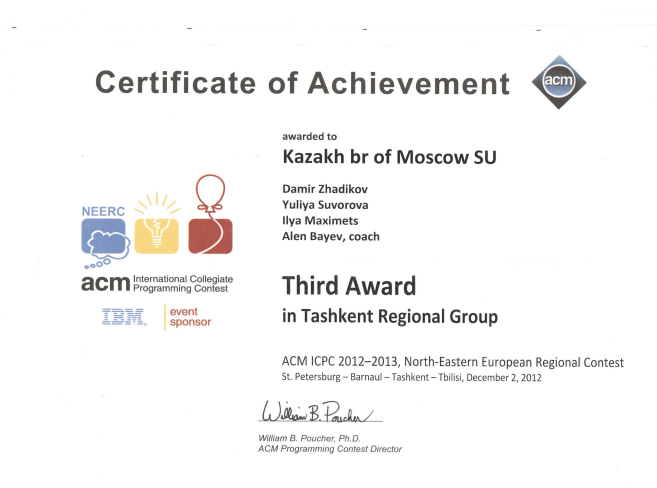 Certificate of Achievement
acm
awarded to
Kazakh br of Moscow SU
Damir Zhadikov
Yuliya Suvorova
Ilya Maximets
Alen Bayev, coach
NEERC
acm International Collegiate
Programming Contest
IBM.
event
sponsor
Third Award
in Tashkent Regional Group
ACM ICPC 2012–2013, North-Eastern European Regional Contest
St. Petersburg – Barnaul – Tashkent – Tbilisi, December 2, 2012
William B. Poucher
William B. Poucher, Ph.D.
ACM Programming Contest Director